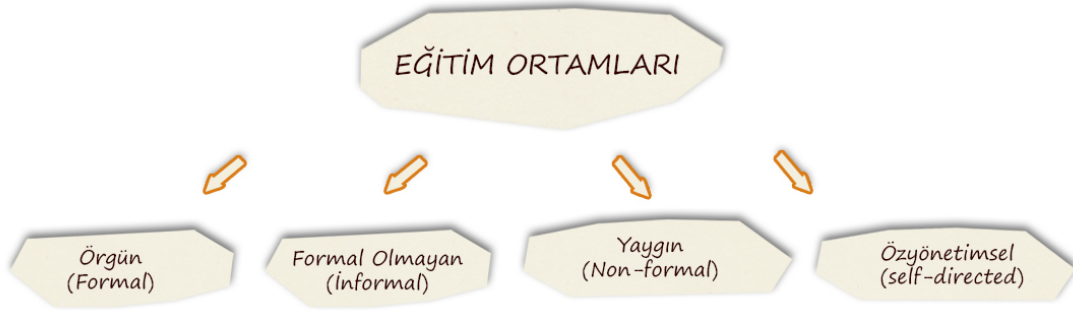 EĞİTİM ORTAMLARI
Örgün
(Formal)
Formal Olmayan
(İnformal)
Yaygın
(Non-formal)
Özyönetimsel
(self-directed)